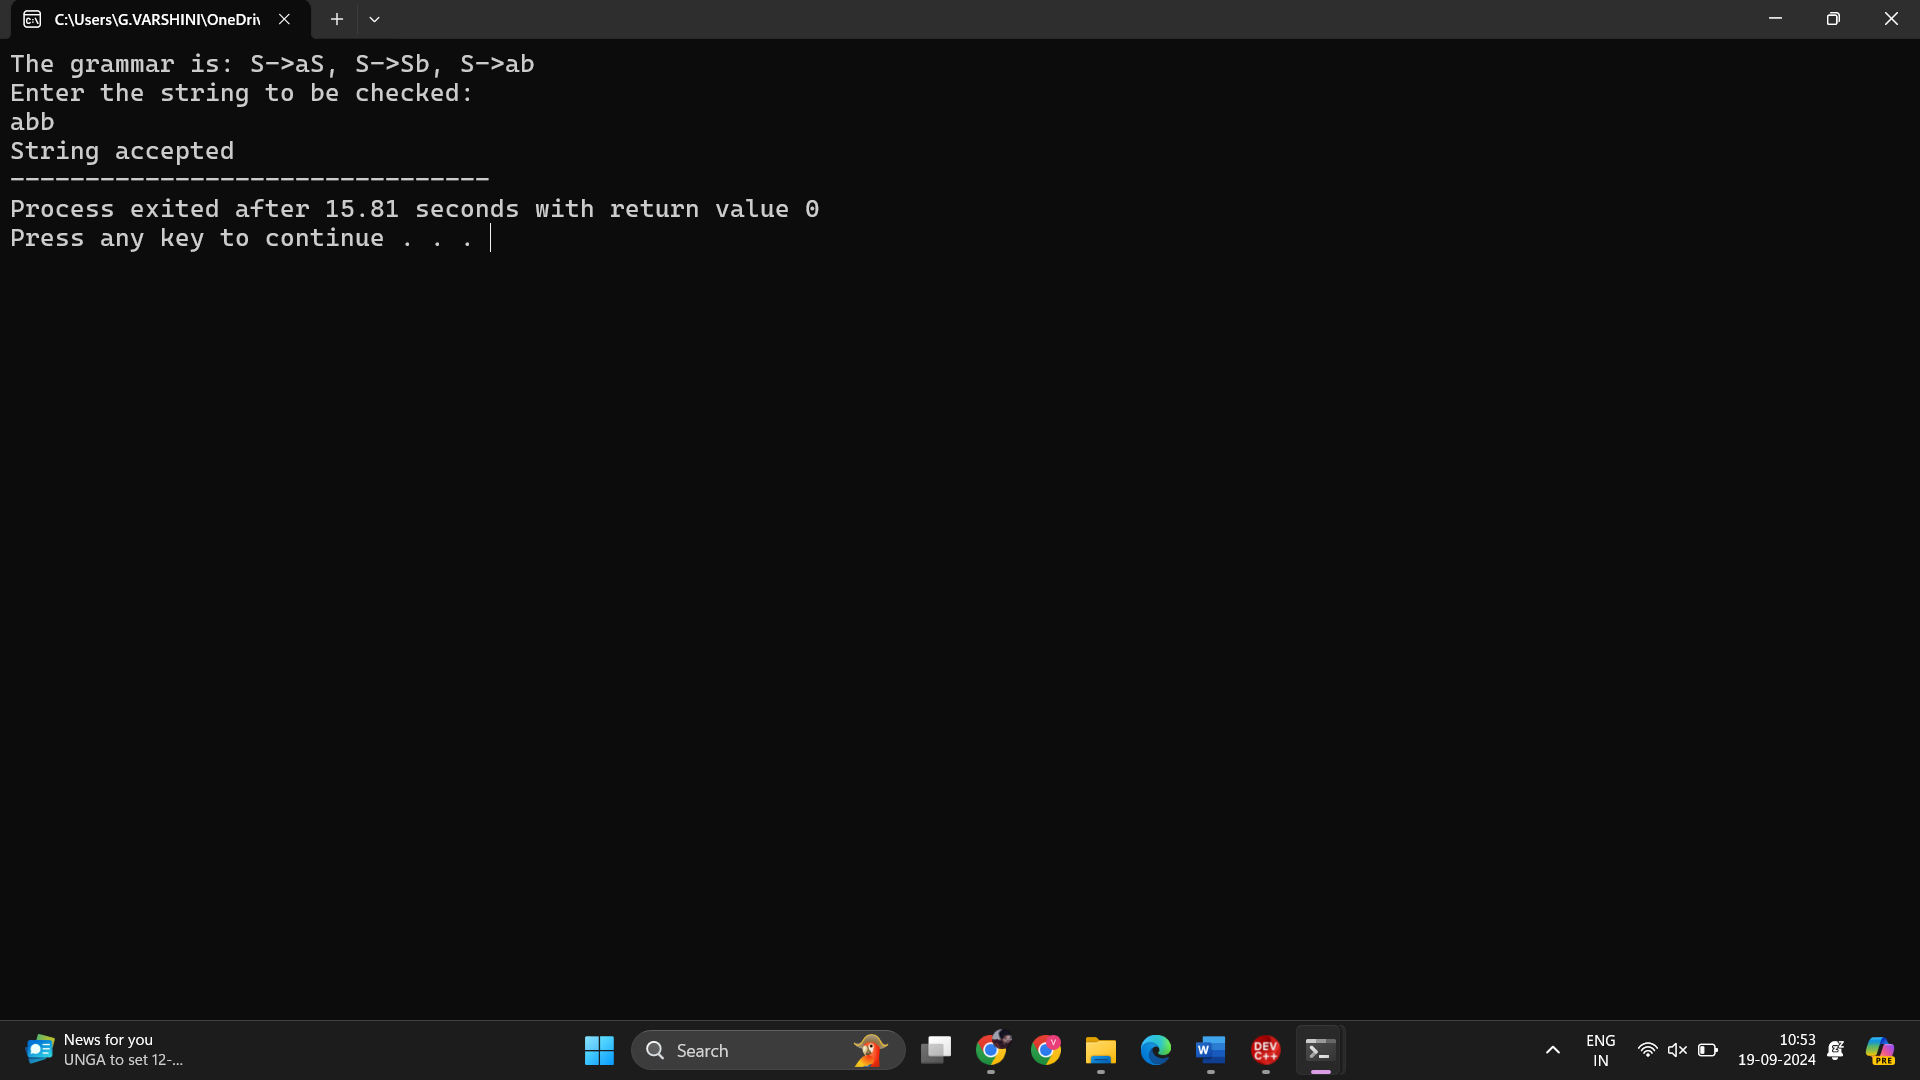 C:\Users\G.VARSHINI\OneDri
The grammar is: S->aS, S->Sb, S->ab
Enter the string to be checked:
abb
String accepted
--------------------------------
Process exited after 15.81 seconds with return value 0
Press any key to continue . . .
News for you
UNGA to set 12-...
Search
DEV
C++
ENG
IN
10:53
19-09-2024
PRE